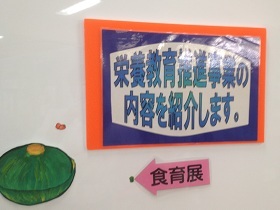 栄養教育推進事業の
内容を紹介します。
食育展